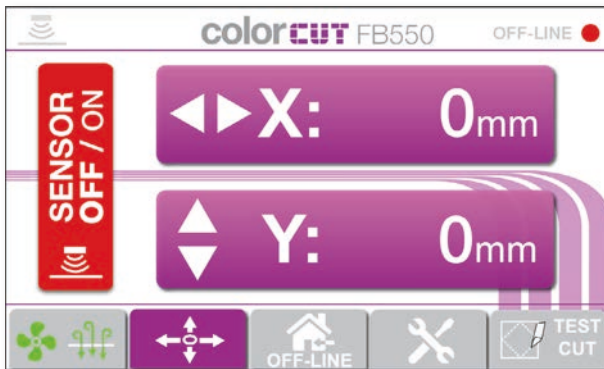 colorcut FB550
OFF-LINE
SENSOR
OFF / ON
X: 0mm
Y: 0mm
OFF-LINE
TEST
CUT